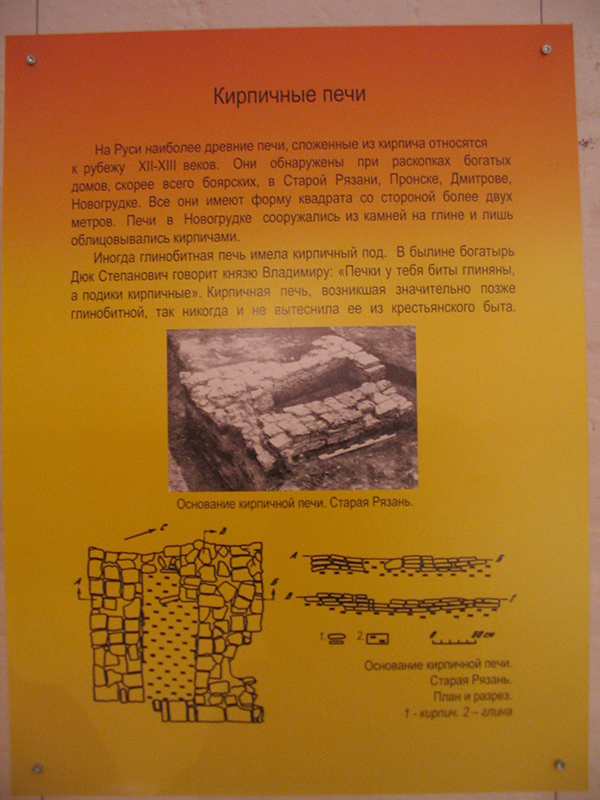 Кирпичные печи
На Руси наиболее древние печи, сложенные из кирпича относятся
к рубежу XII-XIII веков. Они обнаружены при раскопках богатых
домов, скорее всего боярских, в Старой Рязани, Пронске, Дмитрове,
Новогрудке. Все они имеют форму квадрата со стороной более двух
метров. Печи в Новогрудке сооружались из камней на глине и лишь
облицовывались кирпичами.
Иногда глинобитная печь имела кирпичный под. В былине богатырь
Дюк Степанович говорит князю Владимиру: «Печки у тебя биты глиняны,
а подики кирпичные». Кирпичная печь, возникшая значительно позже
глинобитной, так никогда и не вытеснила ее из крестьянского быта.
Основание кирпичной печи. Старая Рязань.
С В
А Б
А Б
В Г
1. 2. 0 50 см
Основание кирпичной печи.
Старая Рязань.
План и разрез.
1 - кирпич. 2 – глина